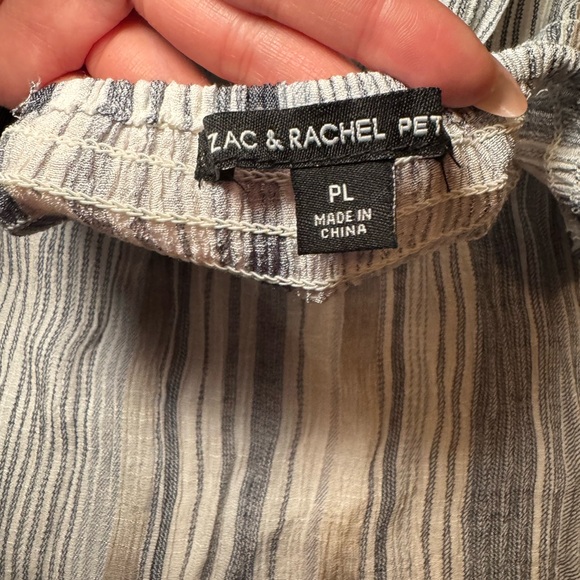 ZAC & RACHEL PET
PL
MADE IN
CHINA